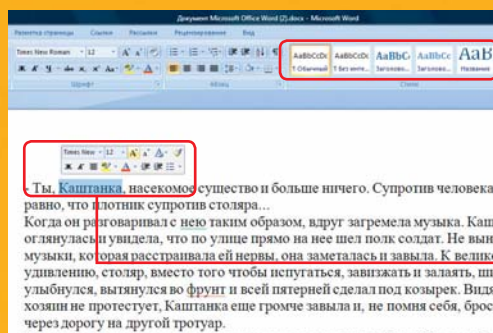 Документ Microsoft Office Word (2).docx - Microsoft Word
Разметка страницы Ссылки Рассылки Рецензирование Вид
Times New Roman 12
AaBbCcDc AaBbCcDc AaBbC AaBbCc AaB
Ж К Ч abc x, x² Aa
¶ Обычный ¶ Без инте... Заголово... Заголово... Название
Шрифт Абзац Стили
Times New 12
Ж К
- Ты, Каштанка, насекомое существо и больше ничего. Супротив человека
равно, что плотник супротив столяра...
Когда он разговаривал с нею таким образом, вдруг загремела музыка. Каш
оглянулась и увидела, что по улице прямо на нее шел полк солдат. Не вын
музыки, которая расстраивала ей нервы, она заметалась и завыла. К велико
удивлению, столяр, вместо того чтобы испугаться, завизжать и залаять, ши
улыбнулся, вытянулся во фрунт и всей пятерней сделал под козырек. Видя
хозяин не протестует, Каштанка еще громче завыла и, не помня себя, брос
через дорогу на другой тротуар.